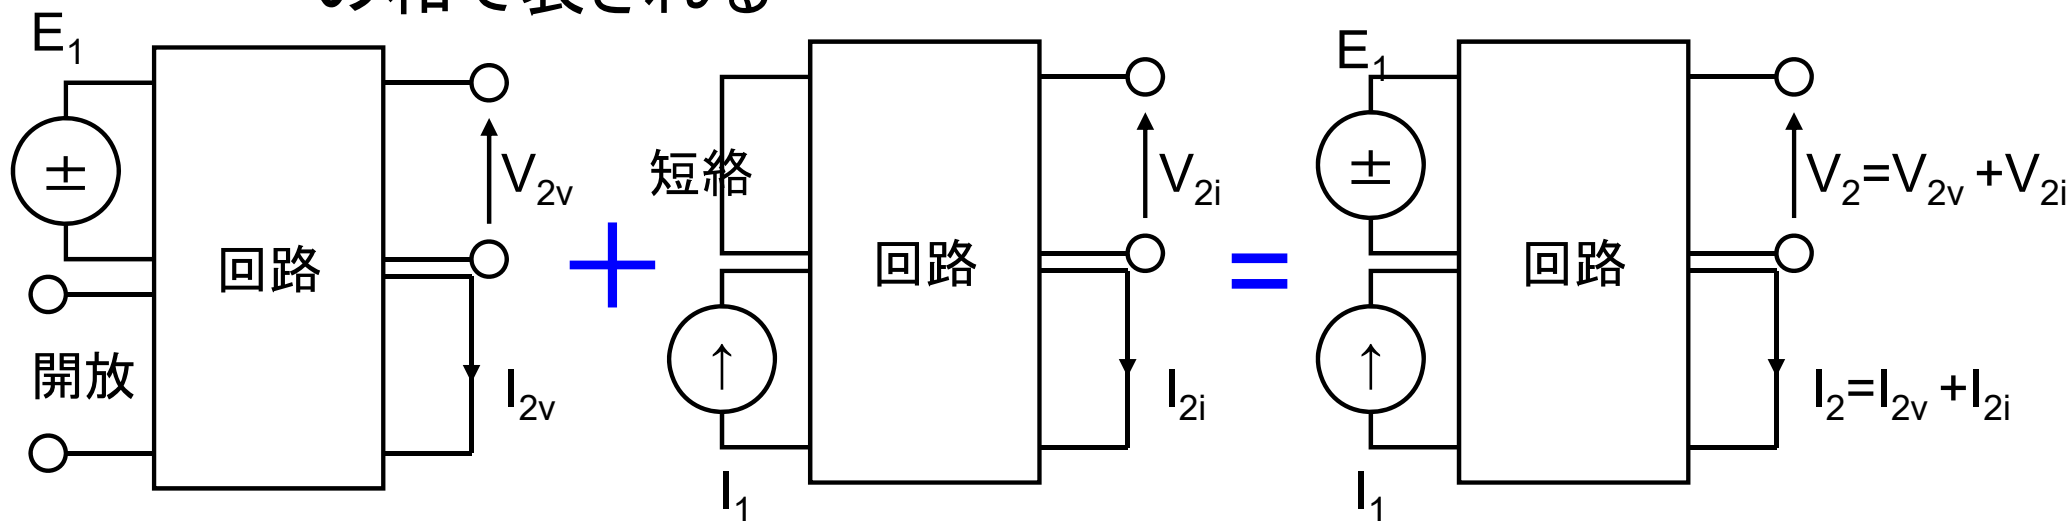 E1
±
開放
回路
V2v
I2v
+
短絡
↑
I1
回路
V2i
I2i
=
E1
±
↑
I1
回路
V2=V2v +V2i
I2=I2v +I2i